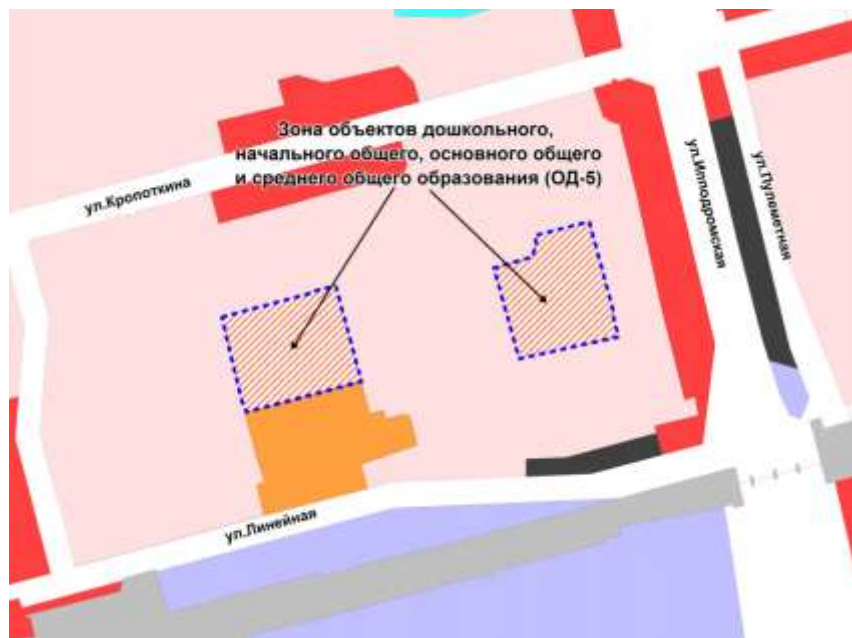 Зона объектов дошкольного,
начального общего, основного общего
и среднего общего образования (ОД-5)
ул.Кропоткина
ул.Ипподромская
ул.Пулеметная
ул.Линейная